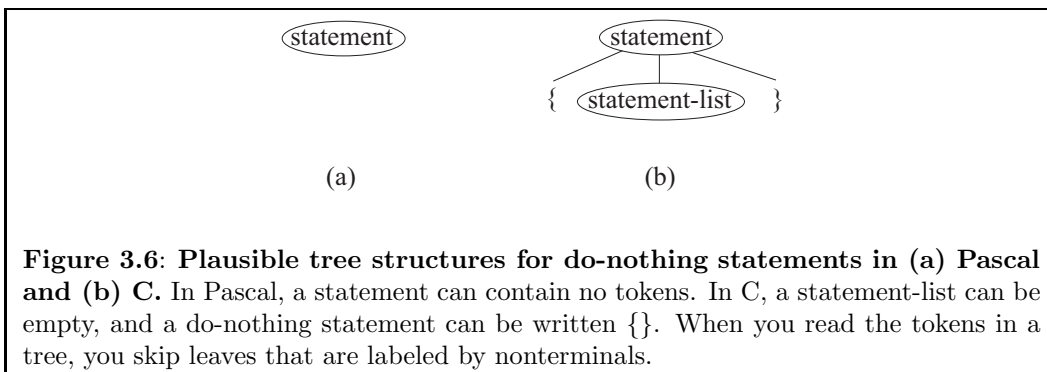 statement statement
{ statement-list }
(a) (b)
Figure 3.6: Plausible tree structures for do-nothing statements in (a) Pascal
and (b) C. In Pascal, a statement can contain no tokens. In C, a statement-list can be
empty, and a do-nothing statement can be written {}. When you read the tokens in a
tree, you skip leaves that are labeled by nonterminals.